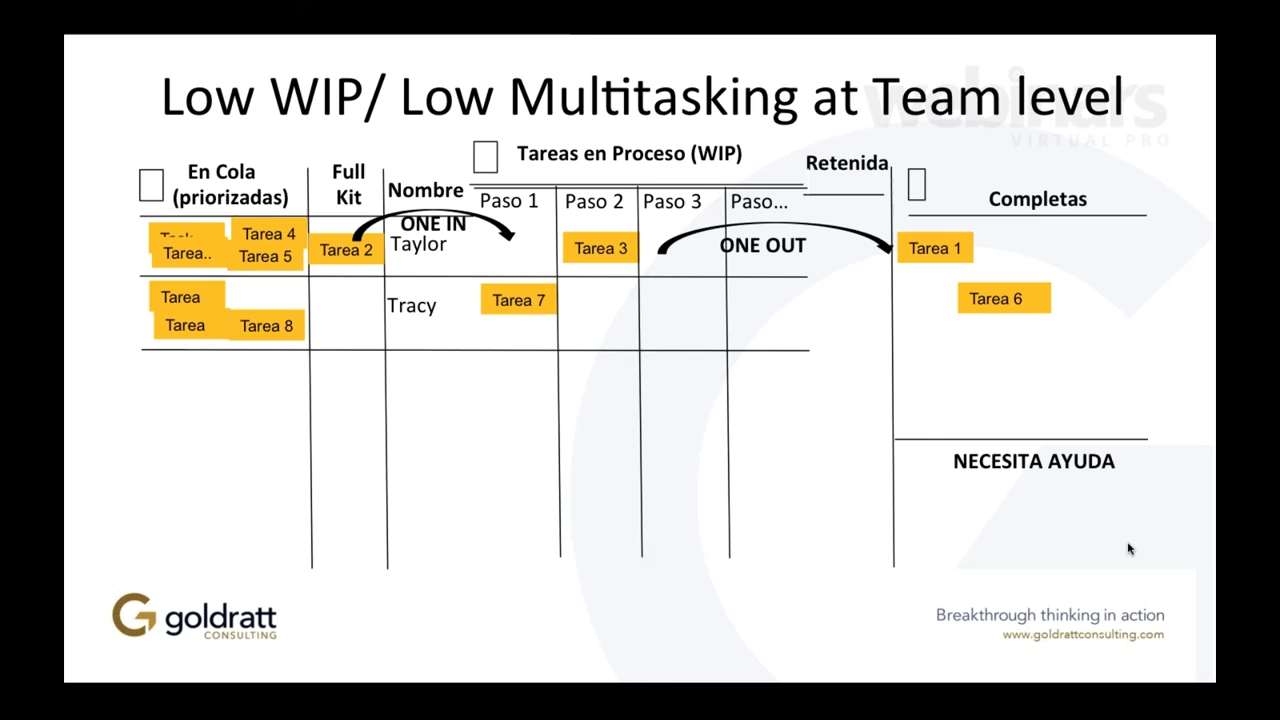 Low WIP/ Low Multitasking at Team level
webinars
VIRTUAL PRO
En Cola
(priorizadas)
Full
Kit
Nombre
Tareas en Proceso (WIP)
Paso 1
Paso 2
Paso 3
Paso...
Retenida
Completas
Tarea 4
Tarea..
Tarea 5
Tarea 2
ONE IN
Taylor
Tarea 3
ONE OUT
Tarea 1
Tarea
Tarea
Tarea 8
Tracy
Tarea 7
Tarea 6
NECESITA AYUDA
goldratt
CONSULTING
Breakthrough thinking in action
www.goldrattconsulting.com